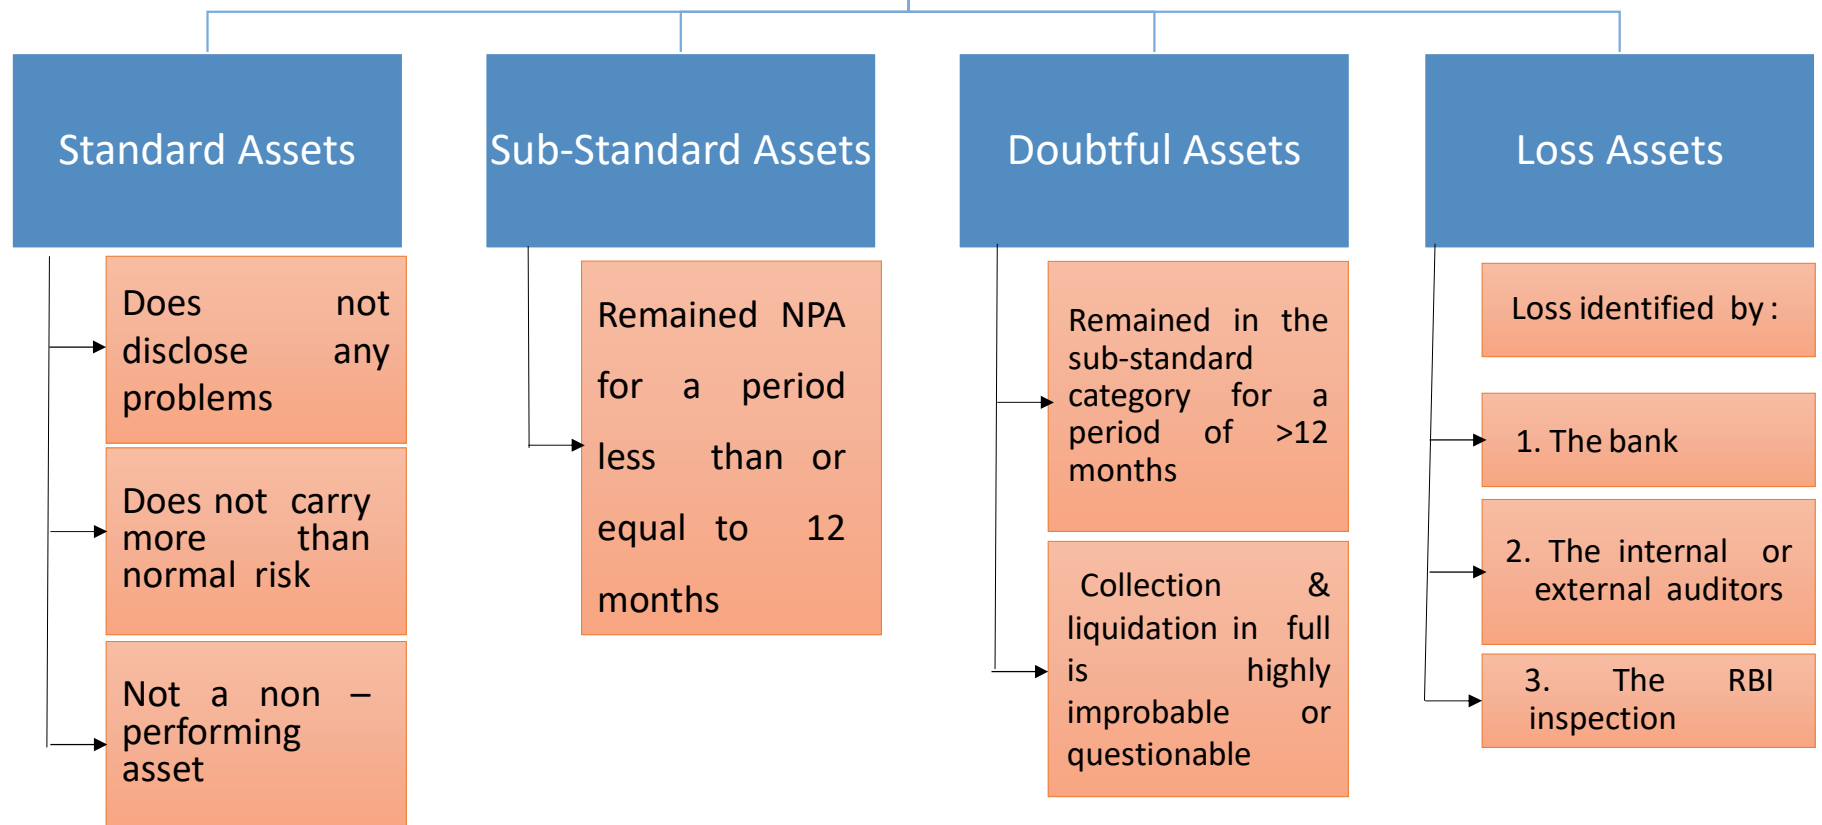 Standard Assets
Does not
disclose any
problems
Does not carry
more than
normal risk
Not a non –
performing
asset
Sub-Standard Assets
Remained NPA
for a period
less than or
equal to 12
months
Doubtful Assets
Remained in the
sub-standard
category for a
period of >12
months
Collection &
liquidation in full
is highly
improbable or
questionable
Loss Assets
Loss identified by :
1. The bank
2. The internal or
external auditors
3. The RBI
inspection